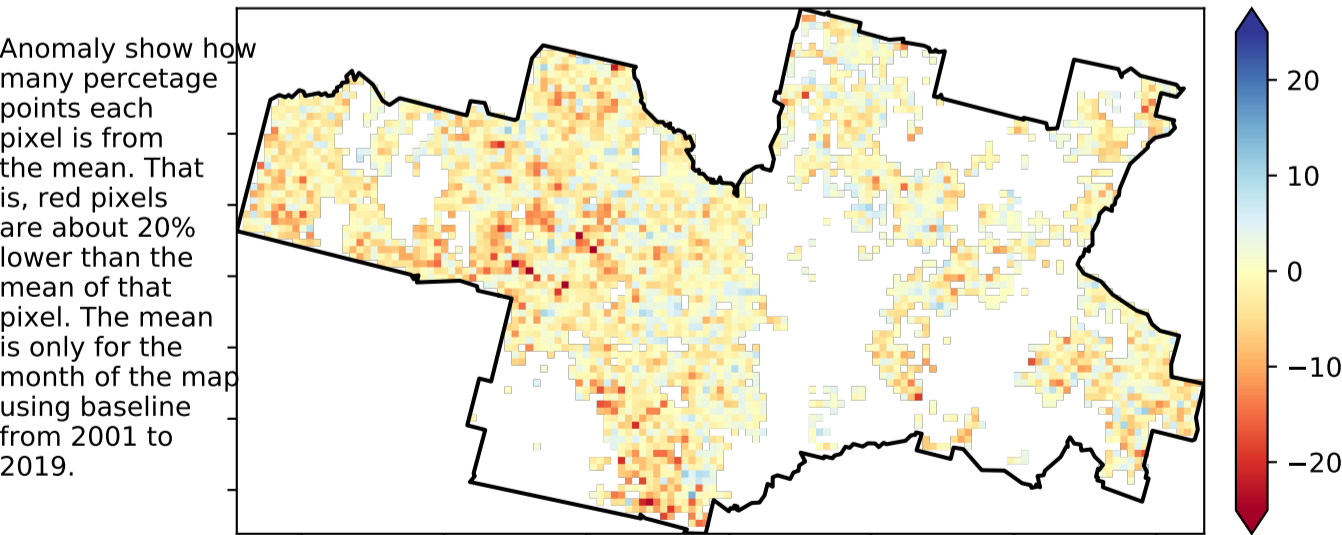 Anomaly show how
many percetage
points each
pixel is from
the mean. That
is, red pixels
are about 20%
lower than the
mean of that
pixel. The mean
is only for the
month of the map
using baseline
from 2001 to
2019.
20
10
0
−10
−20